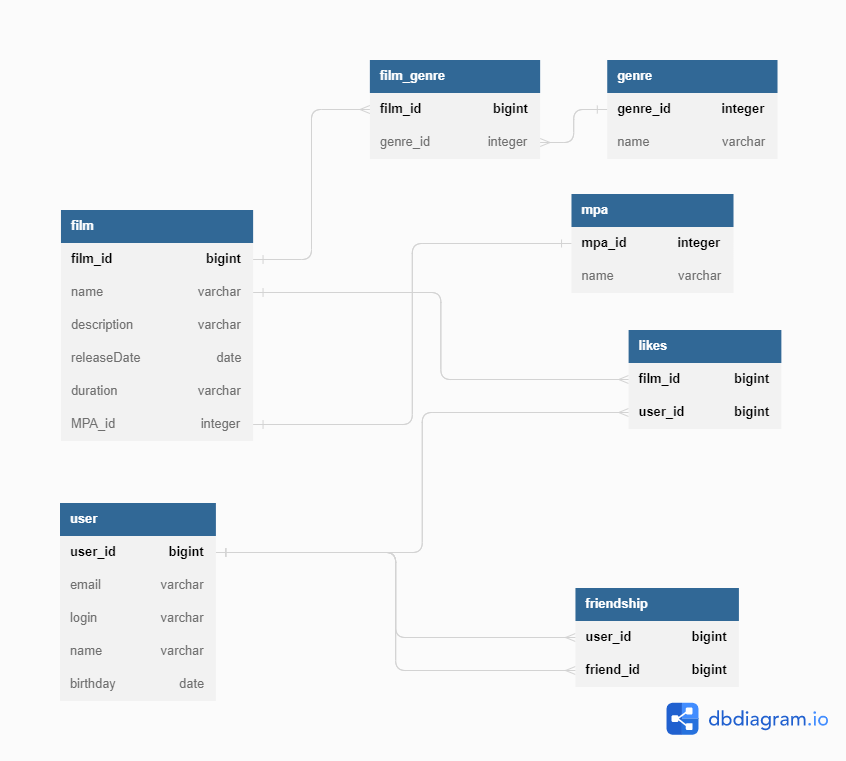 film_genre
film_id bigint
genre_id integer
genre
genre_id integer
name varchar
mpa
mpa_id integer
name varchar
film
film_id bigint
name varchar
description varchar
releaseDate date
duration varchar
MPA_id integer
likes
film_id bigint
user_id bigint
user
user_id bigint
email varchar
login varchar
name varchar
birthday date
friendship
user_id bigint
friend_id bigint
dbdiagram.io